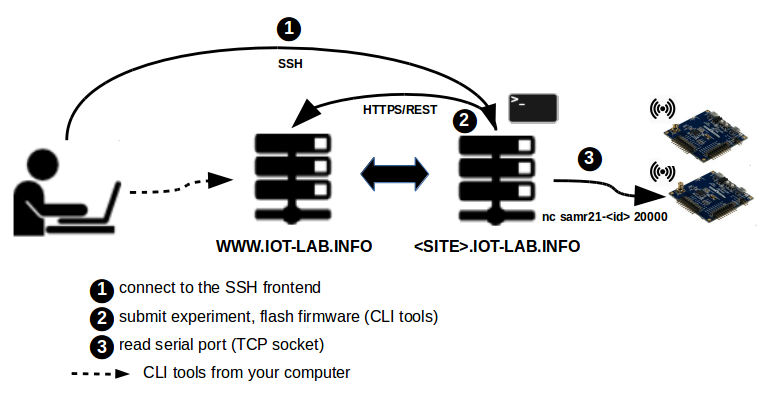 1
SSH
HTTPS/REST
>_
2
3
nc samr21-<id> 20000
WWW.IOT-LAB.INFO
<SITE>.IOT-LAB.INFO
1 connect to the SSH frontend
2 submit experiment, flash firmware (CLI tools)
3 read serial port (TCP socket)
CLI tools from your computer